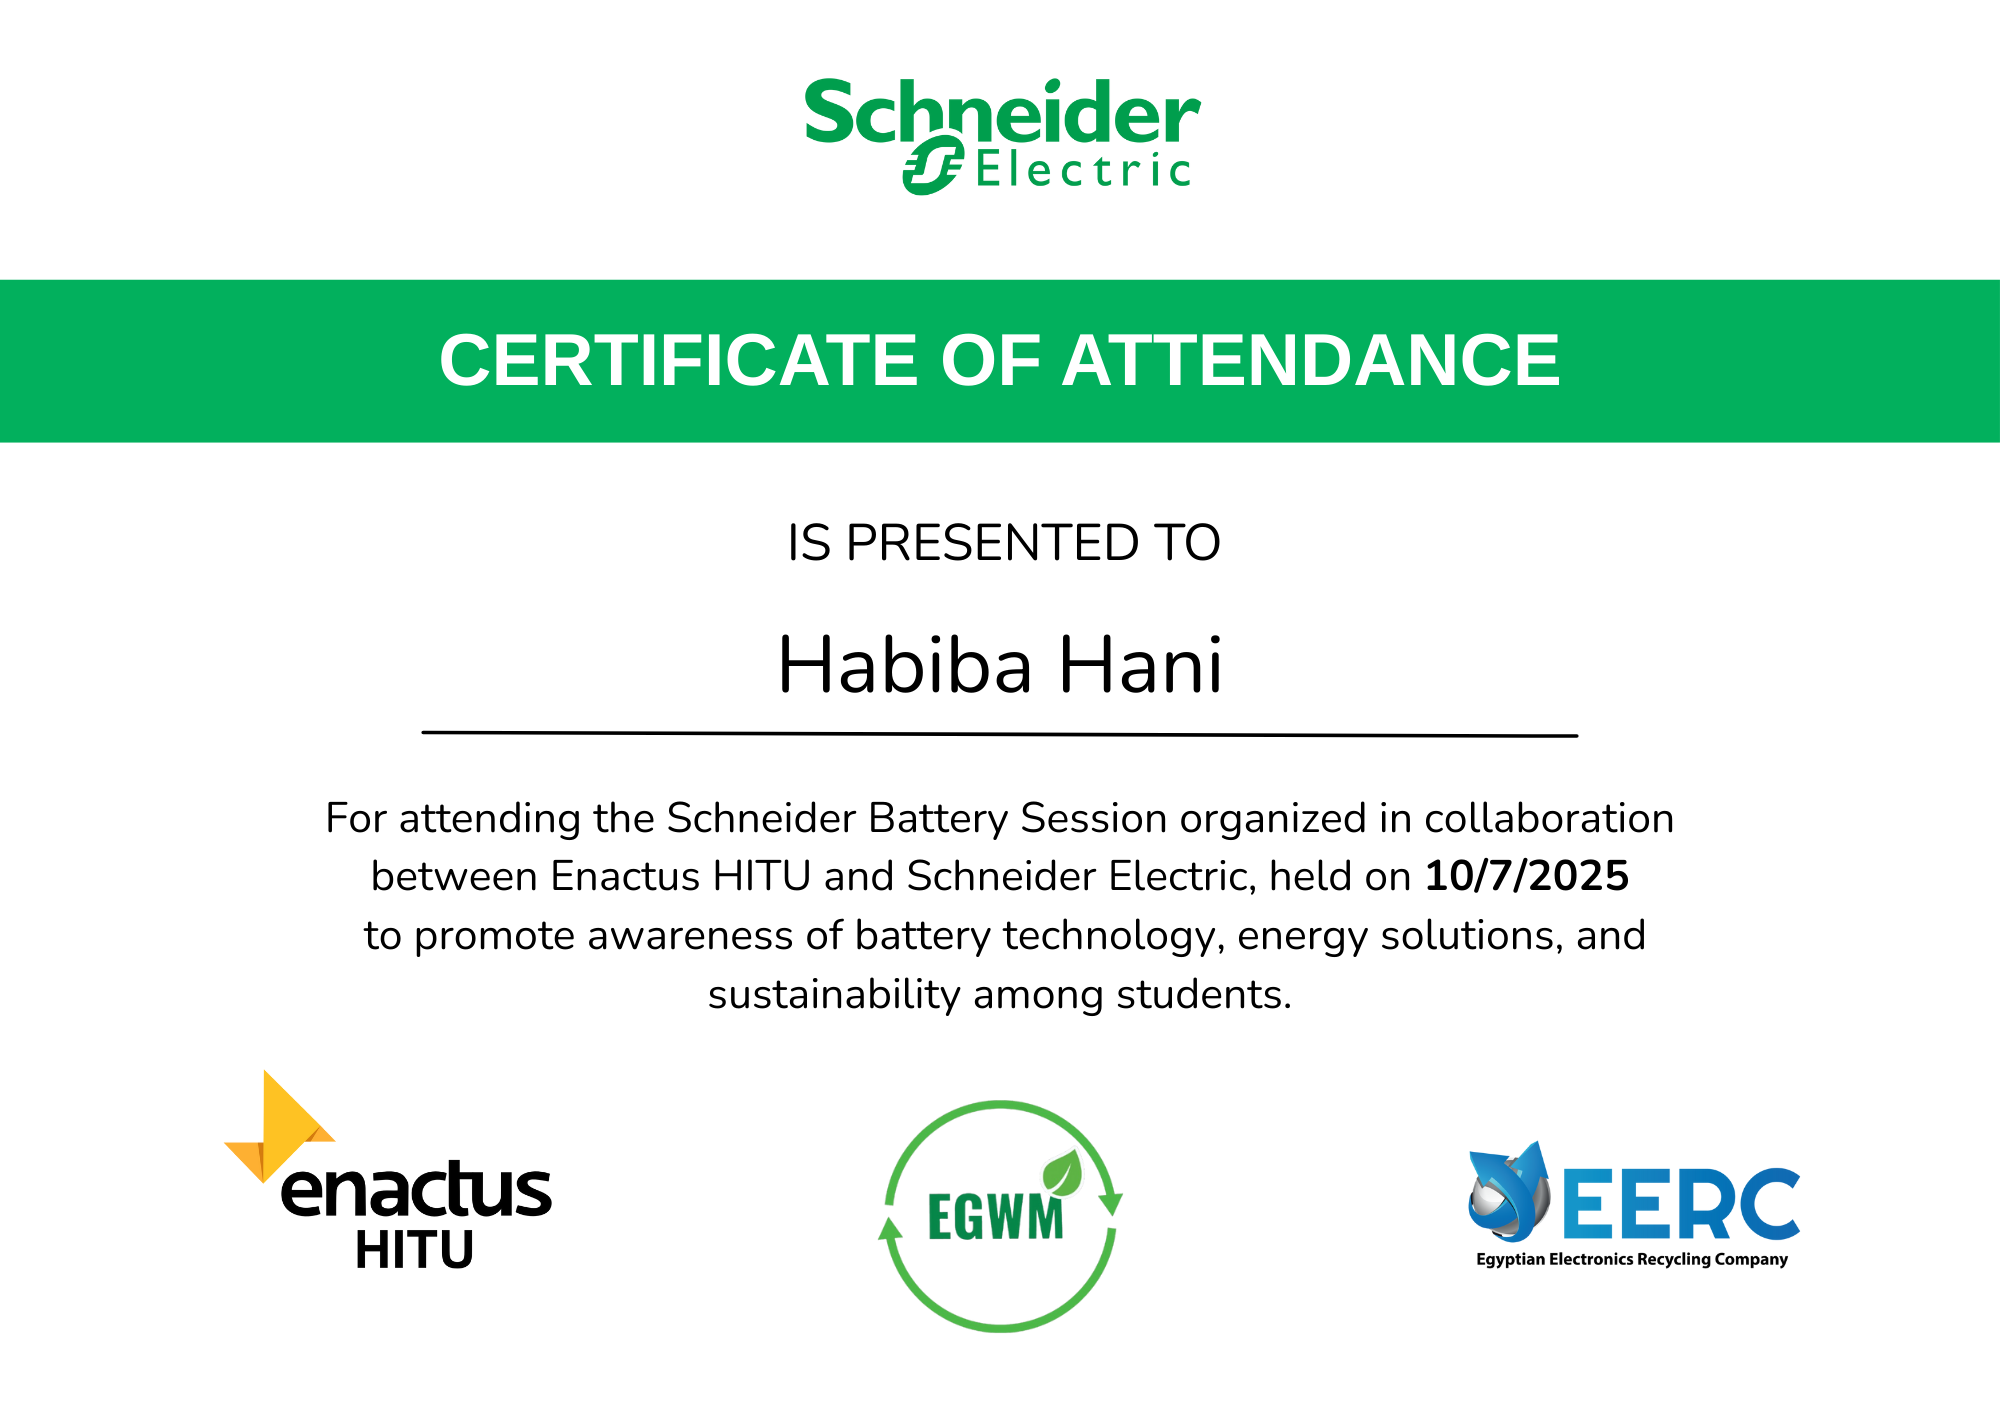 Schneider
Electric
CERTIFICATE OF ATTENDANCE
IS PRESENTED TO
Habiba Hani
For attending the Schneider Battery Session organized in collaboration
between Enactus HITU and Schneider Electric, held on 10/7/2025
to promote awareness of battery technology, energy solutions, and
sustainability among students.
enactus
HITU
EGWM
EERC
Egyptian Electronics Recycling Company